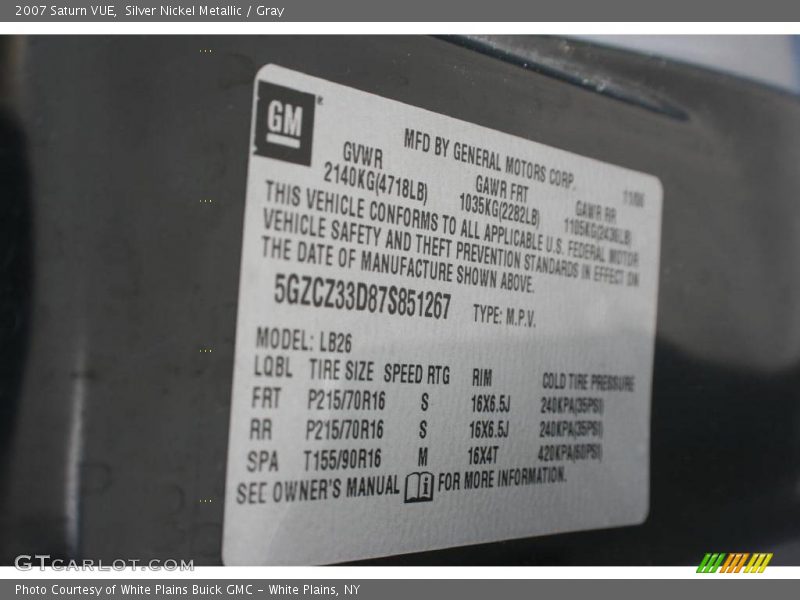 2007 Saturn VUE, Silver Nickel Metallic / Gray
GM
MFD BY GENERAL MOTORS CORP. 11/06
GVWR GAWR FRT GAWR RR
2140KG(4718LB) 1035KG(2282LB) 1105KG(2436LB)
THIS VEHICLE CONFORMS TO ALL APPLICABLE U.S. FEDERAL MOTOR
VEHICLE SAFETY AND THEFT PREVENTION STANDARDS IN EFFECT ON
THE DATE OF MANUFACTURE SHOWN ABOVE.
5GZCZ33D87S851267 TYPE: M.P.V.
MODEL: LB26
LQBL TIRE SIZE SPEED RTG RIM COLD TIRE PRESSURE
FRT P215/70R16 S 16X6.5J 240KPA(35PSI)
RR P215/70R16 S 16X6.5J 240KPA(35PSI)
SPA T155/90R16 M 16X4T 420KPA(60PSI)
SEE OWNER'S MANUAL i FOR MORE INFORMATION.
GTCARLOT.COM
Photo Courtesy of White Plains Buick GMC - White Plains, NY